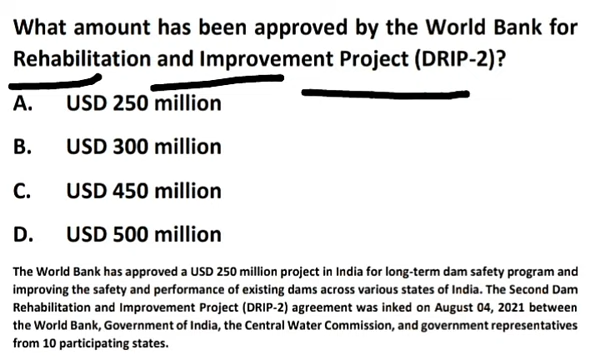 What amount has been approved by the World Bank for
Rehabilitation and Improvement Project (DRIP-2)?
A. USD 250 million
B. USD 300 million
C. USD 450 million
D. USD 500 million
The World Bank has approved a USD 250 million project in India for long-term dam safety program and
improving the safety and performance of existing dams across various states of India. The Second Dam
Rehabilitation and Improvement Project (DRIP-2) agreement was inked on August 04, 2021 between
the World Bank, Government of India, the Central Water Commission, and government representatives
from 10 participating states.